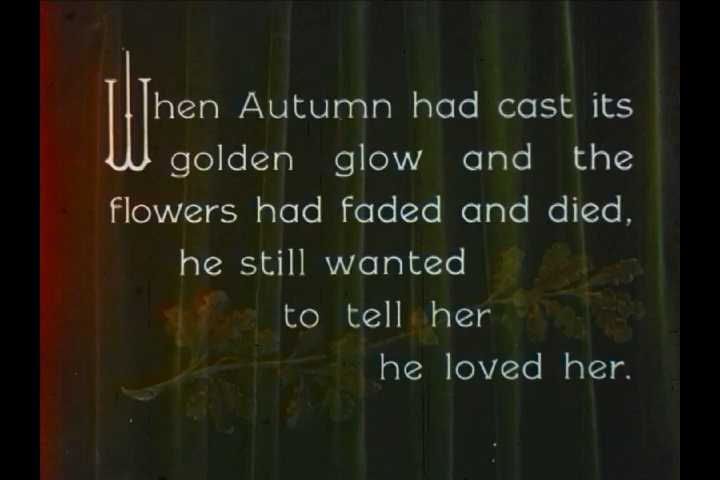 When Autumn had cast its
golden glow and the
flowers had faded and died,
he still wanted
to tell her
he loved her.